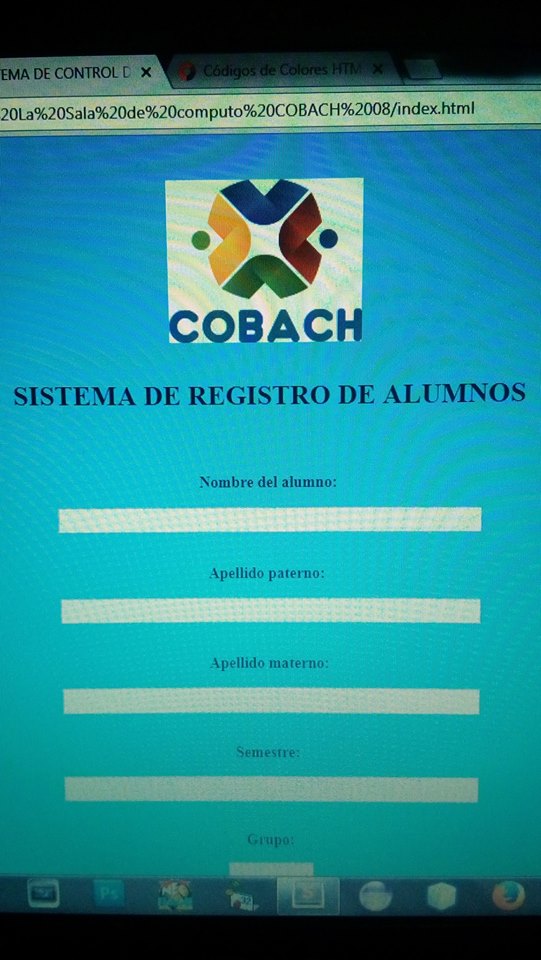 EMA DE CONTROL D
Códigos de Colores HTM
20La%20Sala%20de%20computo%20COBACH%2008/index.html
COBACH
SISTEMA DE REGISTRO DE ALUMNOS
Nombre del alumno:
Apellido paterno:
Apellido materno:
Semestre:
Grupo:
Ps